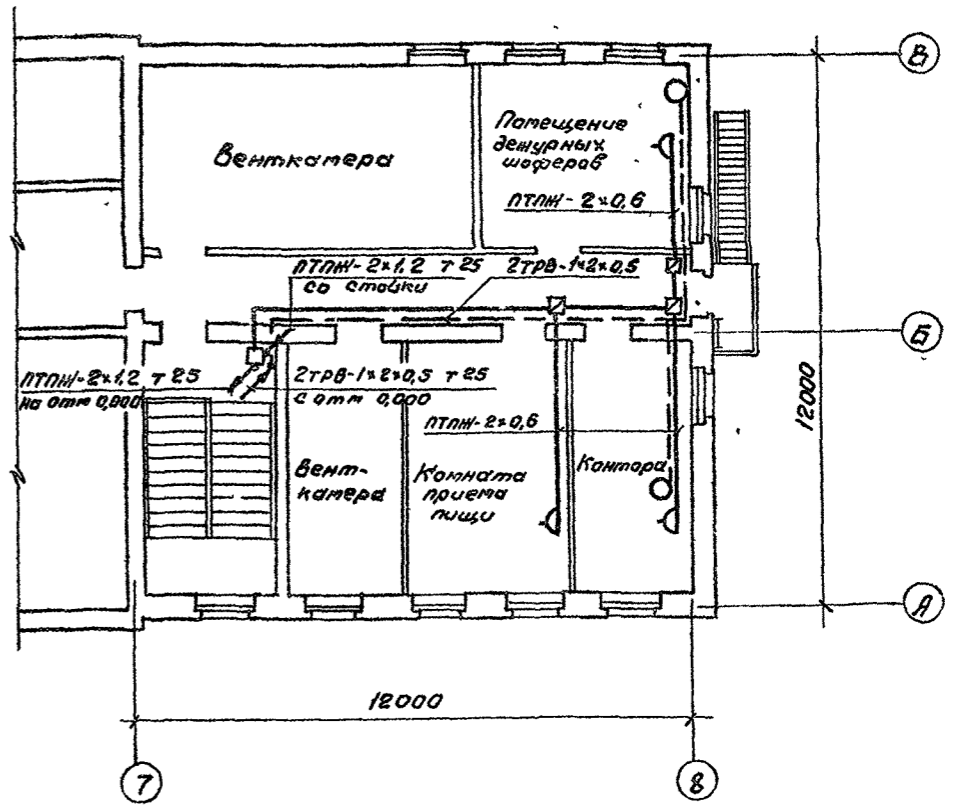 В
Помещение
дежурных
шоферов
Венткамера
ПТПЖ-2×0,6
ПТПЖ-2×1,2 т 25
со стойки
2ТРВ-1×2×0,5
Б
ПТПЖ-2×1,2 т 25
на отм 0,000
2ТРВ-1×2×0,5 т 25
с отм 0,000
12000
ПТПЖ-2×0,6
Вент-
камера
Комната
приема
пищи
Контора
А
12000
7
8